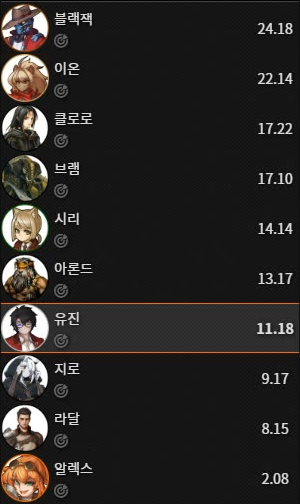 블랙잭
24.18
이온
22.14
클로로
17.22
브램
17.10
시리
14.14
아론드
13.17
유진
11.18
지로
9.17
라달
8.15
알렉스
2.08